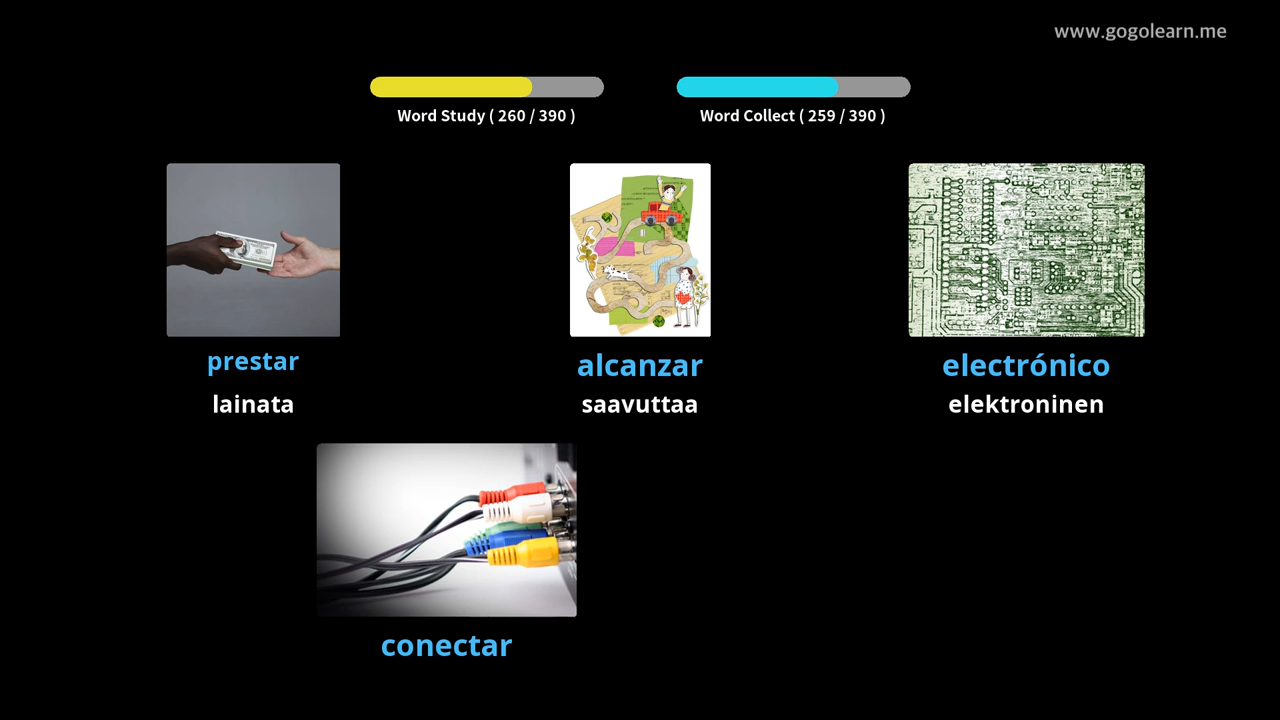 www.gogolearn.me
Word Study ( 260 / 390 )
Word Collect ( 259 / 390 )
prestar
lainata
alcanzar
saavuttaa
electrónico
elektroninen
conectar